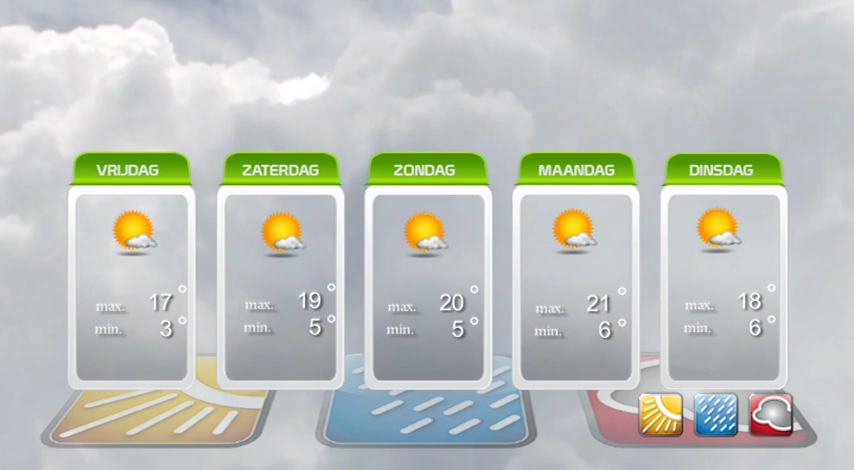 VRIJDAG
max. 17°
min. 3°
ZATERDAG
max. 19°
min. 5°
ZONDAG
max. 20°
min. 5°
MAANDAG
max. 21°
min. 6°
DINSDAG
max. 18°
min. 6°